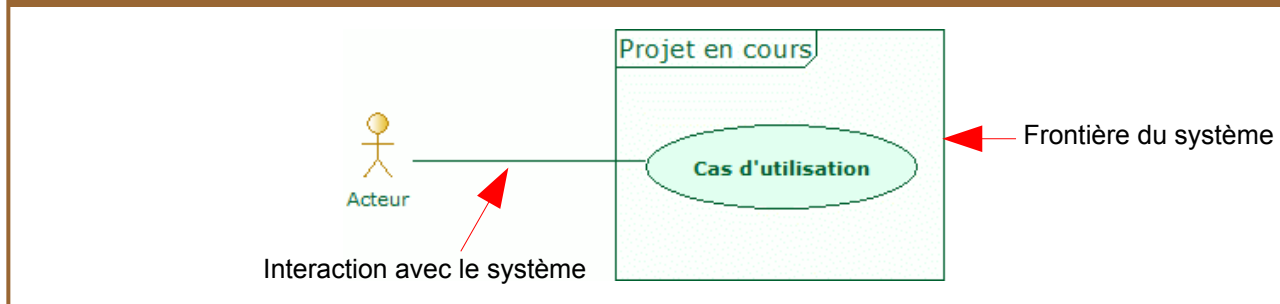 Projet en cours
Frontière du système
Cas d'utilisation
Acteur
Interaction avec le système